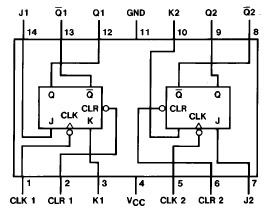 J1 Q̅1 Q1 GND K2 Q2 Q̅2
14 13 12 11 10 9 8
Q Q̅ Q̅ Q
CLK CLR CLR CLK
J K K J
1 2 3 4 5 6 7
CLK 1 CLR 1 K1 VCC CLK 2 CLR 2 J2